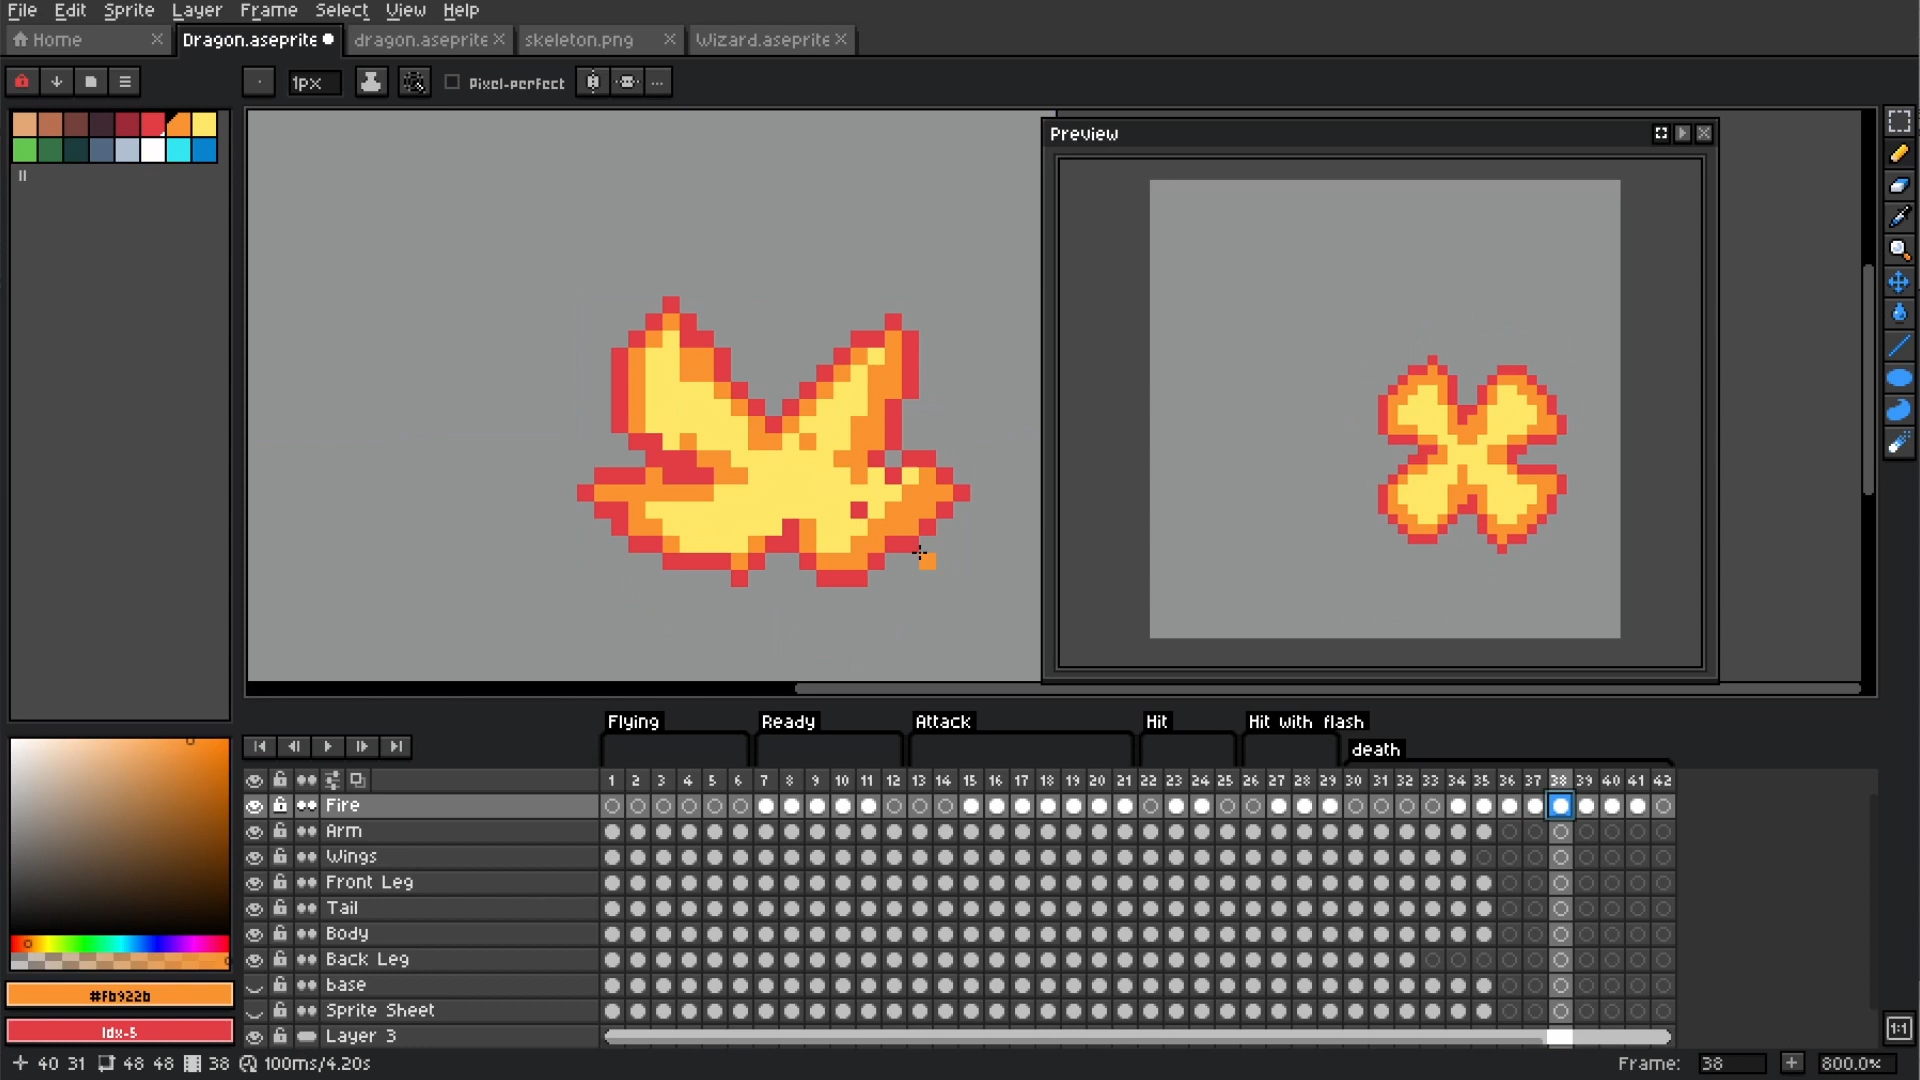 File Edit Sprite Layer Frame Select View Help
Home Dragon.aseprite dragon.aseprite skeleton.png Wizard.aseprite
1px Pixel-perfect
Preview
Flying Ready Attack Hit Hit with flash
death
1 2 3 4 5 6 7 8 9 10 11 12 13 14 15 16 17 18 19 20 21 22 23 24 25 26 27 28 29 30 31 32 33 34 35 36 37 38 39 40 41 42
Fire
Arm
Wings
Front Leg
Tail
Body
Back Leg
base
#fb922b
Sprite Sheet
Idx-5
Layer 3
1:1
40 31 48 48 38 100ms/4.20s Frame: 38 + 800.0%